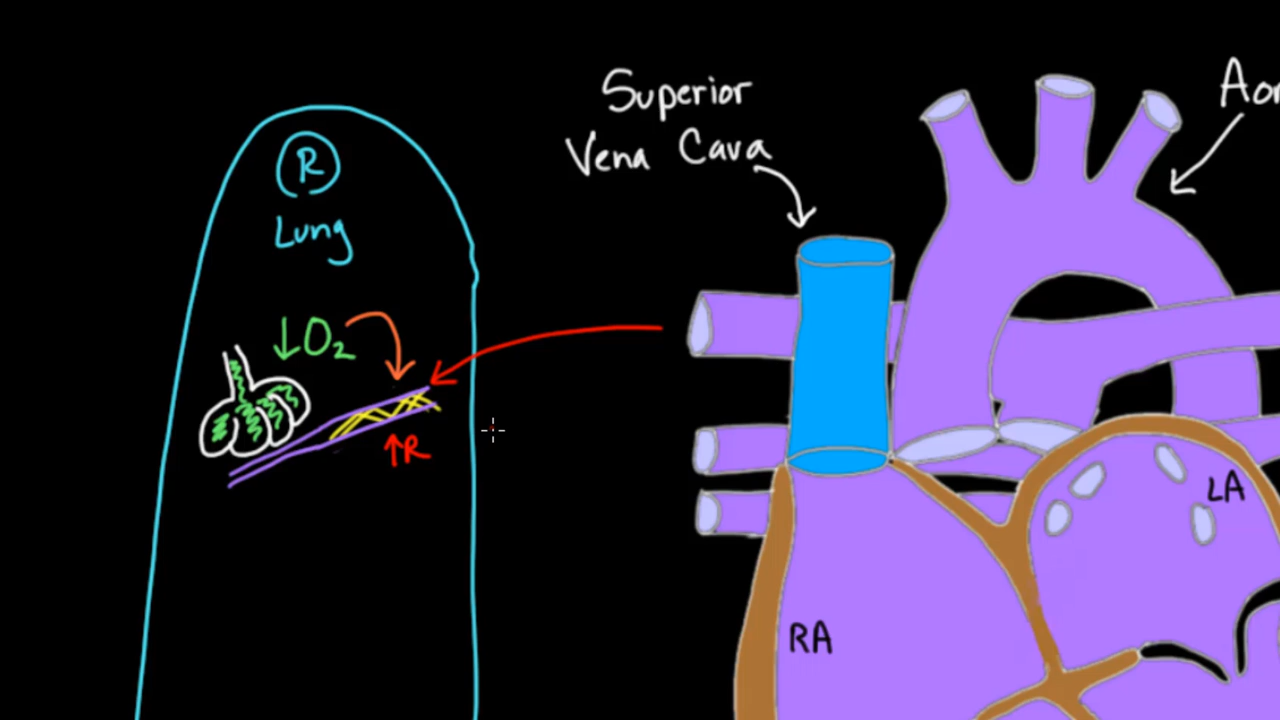 R
Lung
↓O₂
↑R
Superior
Vena Cava
Aor
LA
RA